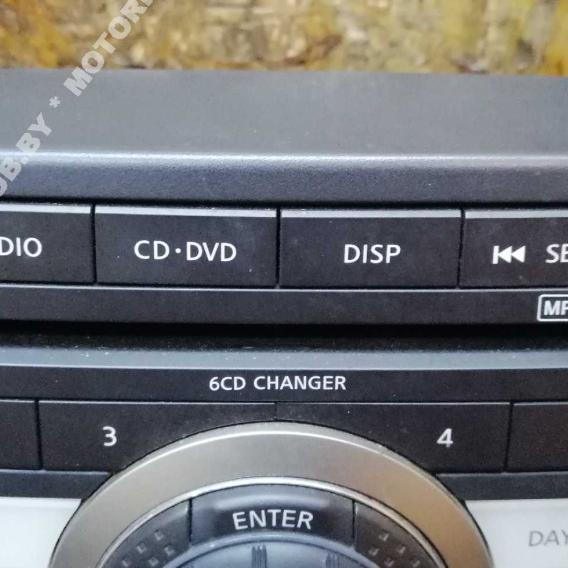 DIO CD·DVD DISP SE
MP
6CD CHANGER
3 4
ENTER
DAY